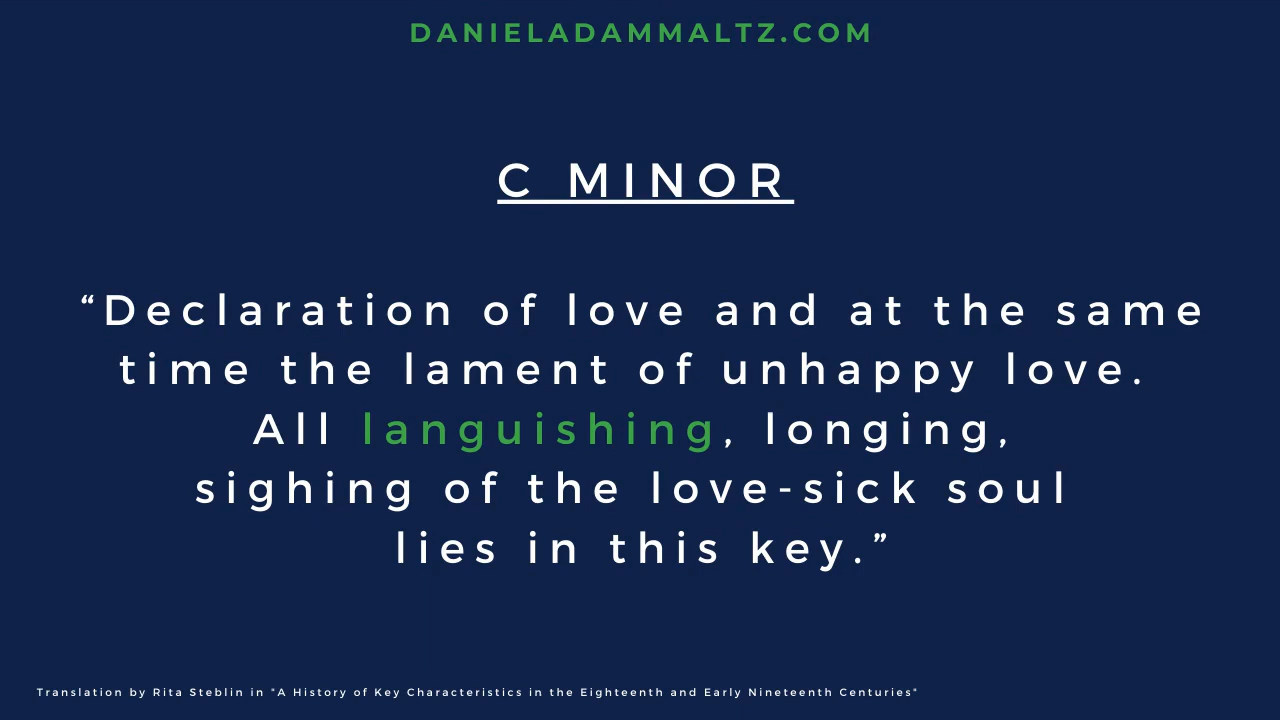 DANIELADAMMALTZ.COM
C MINOR
“Declaration of love and at the same
time the lament of unhappy love.
All languishing, longing,
sighing of the love-sick soul
lies in this key.”
Translation by Rita Steblin in "A History of Key Characteristics in the Eighteenth and Early Nineteenth Centuries"